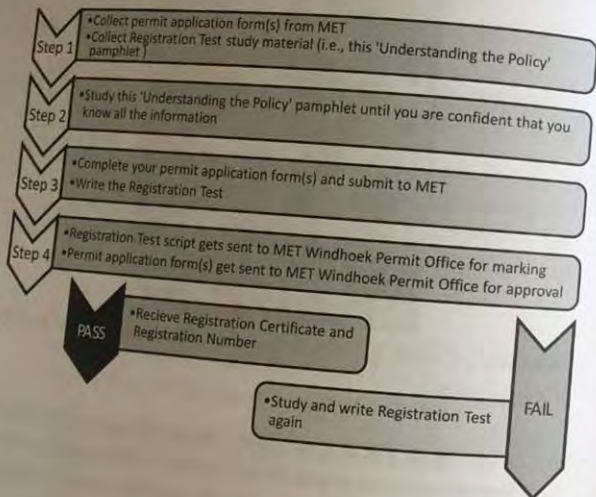 Step 1
•Collect permit application form(s) from MET
•Collect Registration Test study material (i.e., this 'Understanding the Policy'
pamphlet )
Step 2
•Study this 'Understanding the Policy' pamphlet until you are confident that you
know all the information
Step 3
•Complete your permit application form(s) and submit to MET
•Write the Registration Test
Step 4
•Registration Test script gets sent to MET Windhoek Permit Office for marking
•Permit application form(s) get sent to MET Windhoek Permit Office for approval
PASS
•Recieve Registration Certificate and
Registration Number
•Study and write Registration Test
again
FAIL